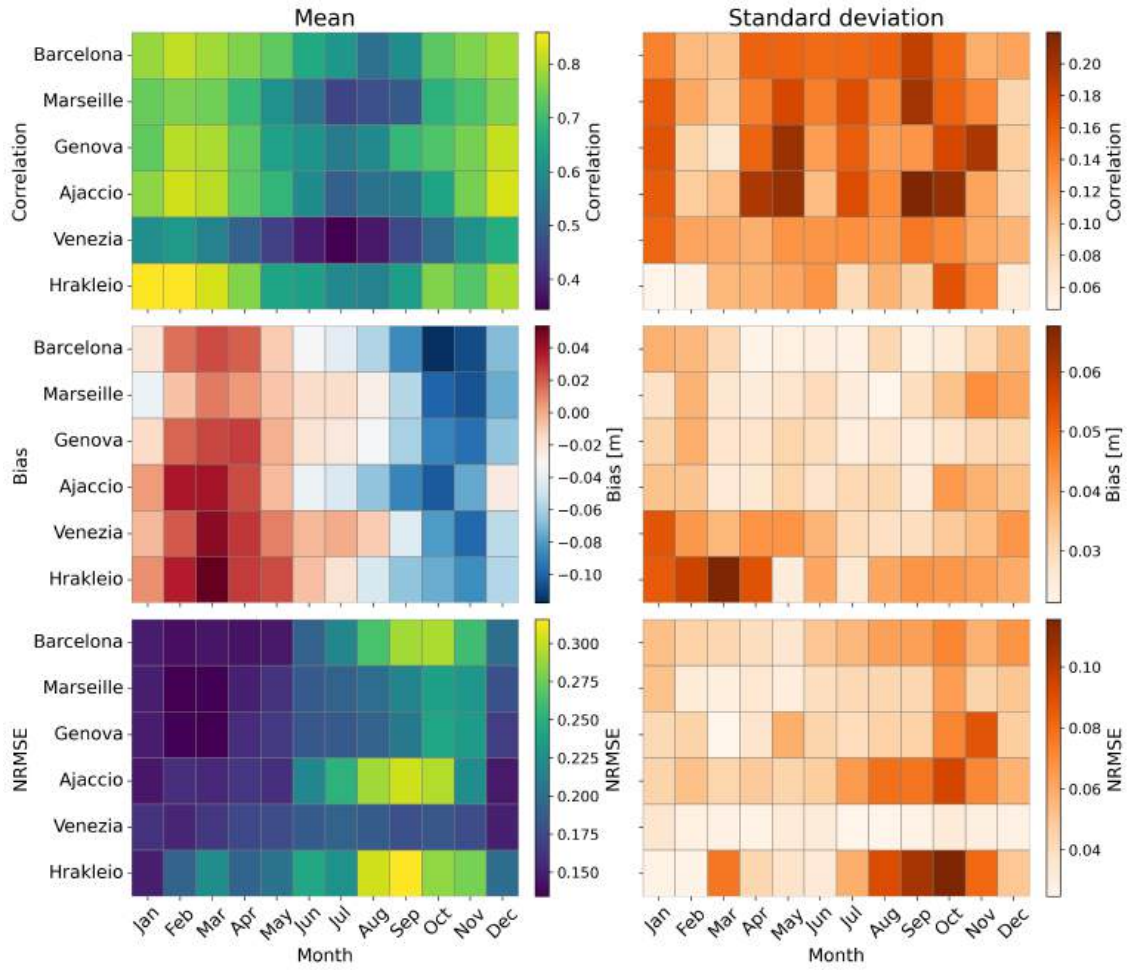 Mean
Standard deviation
Correlation
Barcelona
Marseille
Genova
Ajaccio
Venezia
Hrakleio
0.8
0.7
0.6
0.5
0.4
Correlation
0.20
0.18
0.16
0.14
0.12
0.10
0.08
0.06
Correlation
Bias
Barcelona
Marseille
Genova
Ajaccio
Venezia
Hrakleio
0.04
0.02
0.00
−0.02
−0.04
−0.06
−0.08
−0.10
Bias [m]
0.06
0.05
0.04
0.03
Bias [m]
NRMSE
Barcelona
Marseille
Genova
Ajaccio
Venezia
Hrakleio
0.300
0.275
0.250
0.225
0.200
0.175
0.150
NRMSE
0.10
0.08
0.06
0.04
NRMSE
Jan Feb Mar Apr May Jun Jul Aug Sep Oct Nov Dec
Month
Jan Feb Mar Apr May Jun Jul Aug Sep Oct Nov Dec
Month